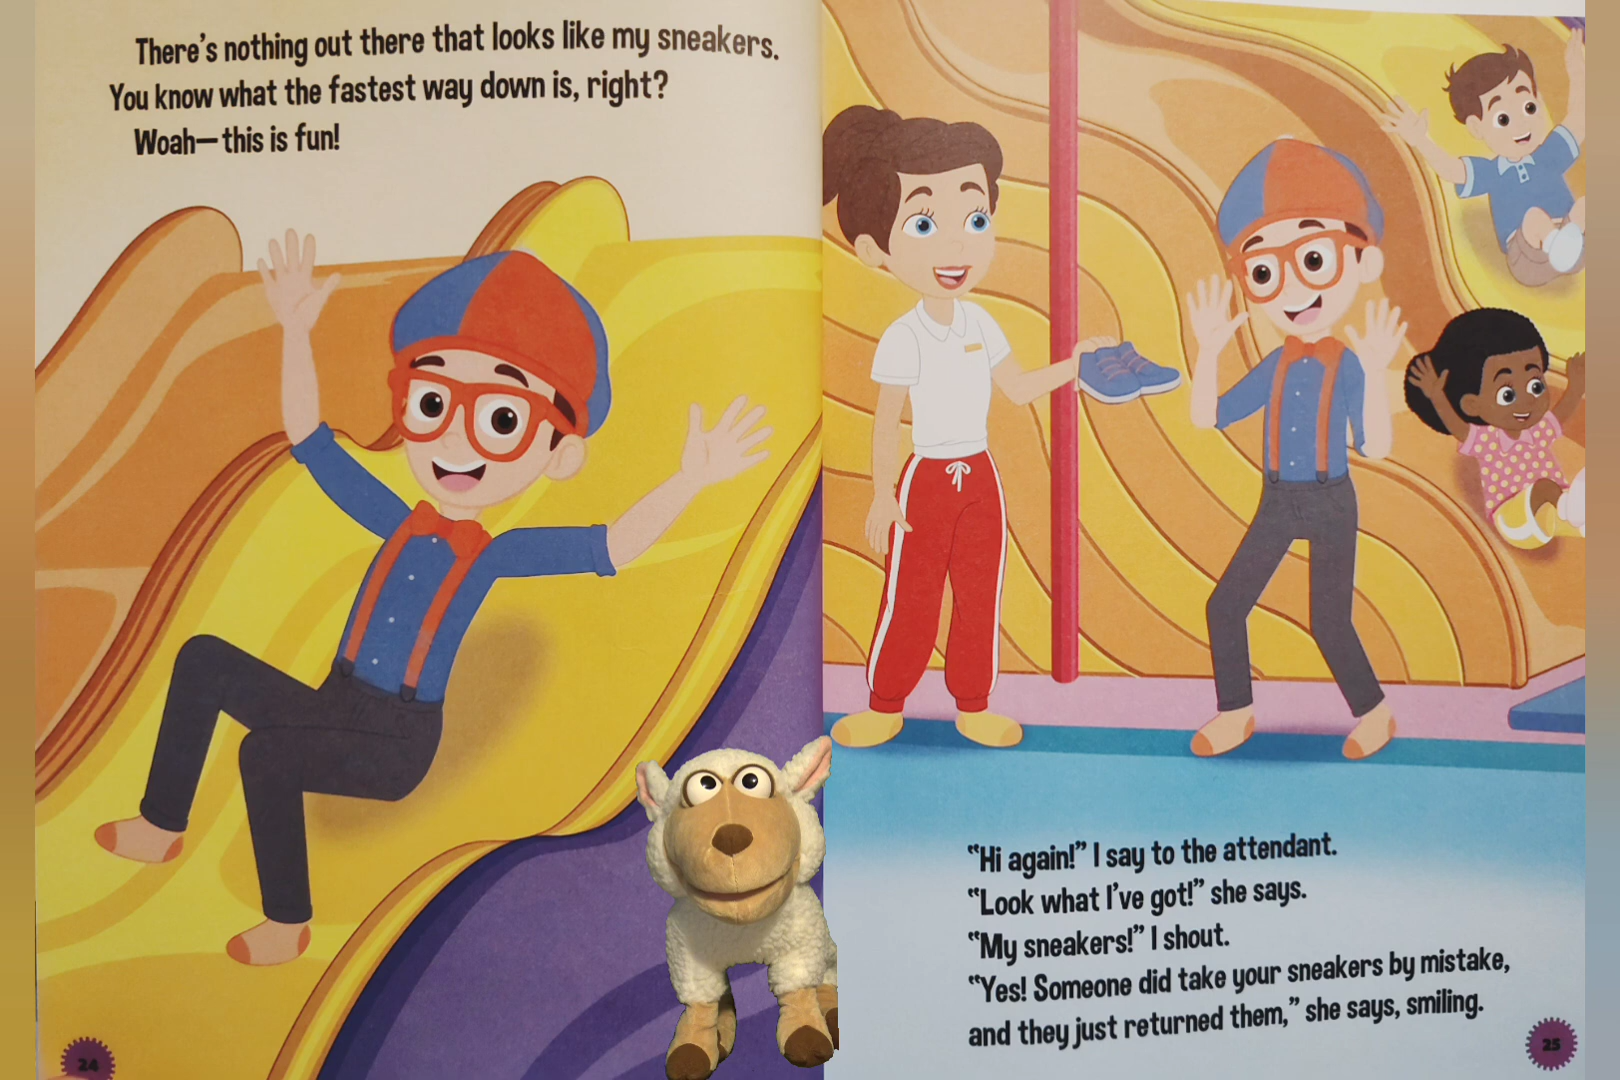 There's nothing out there that looks like my sneakers.
You know what the fastest way down is, right?
Woah—this is fun!
24
“Hi again!” I say to the attendant.
“Look what I've got!” she says.
“My sneakers!” I shout.
“Yes! Someone did take your sneakers by mistake,
and they just returned them,” she says, smiling.
25